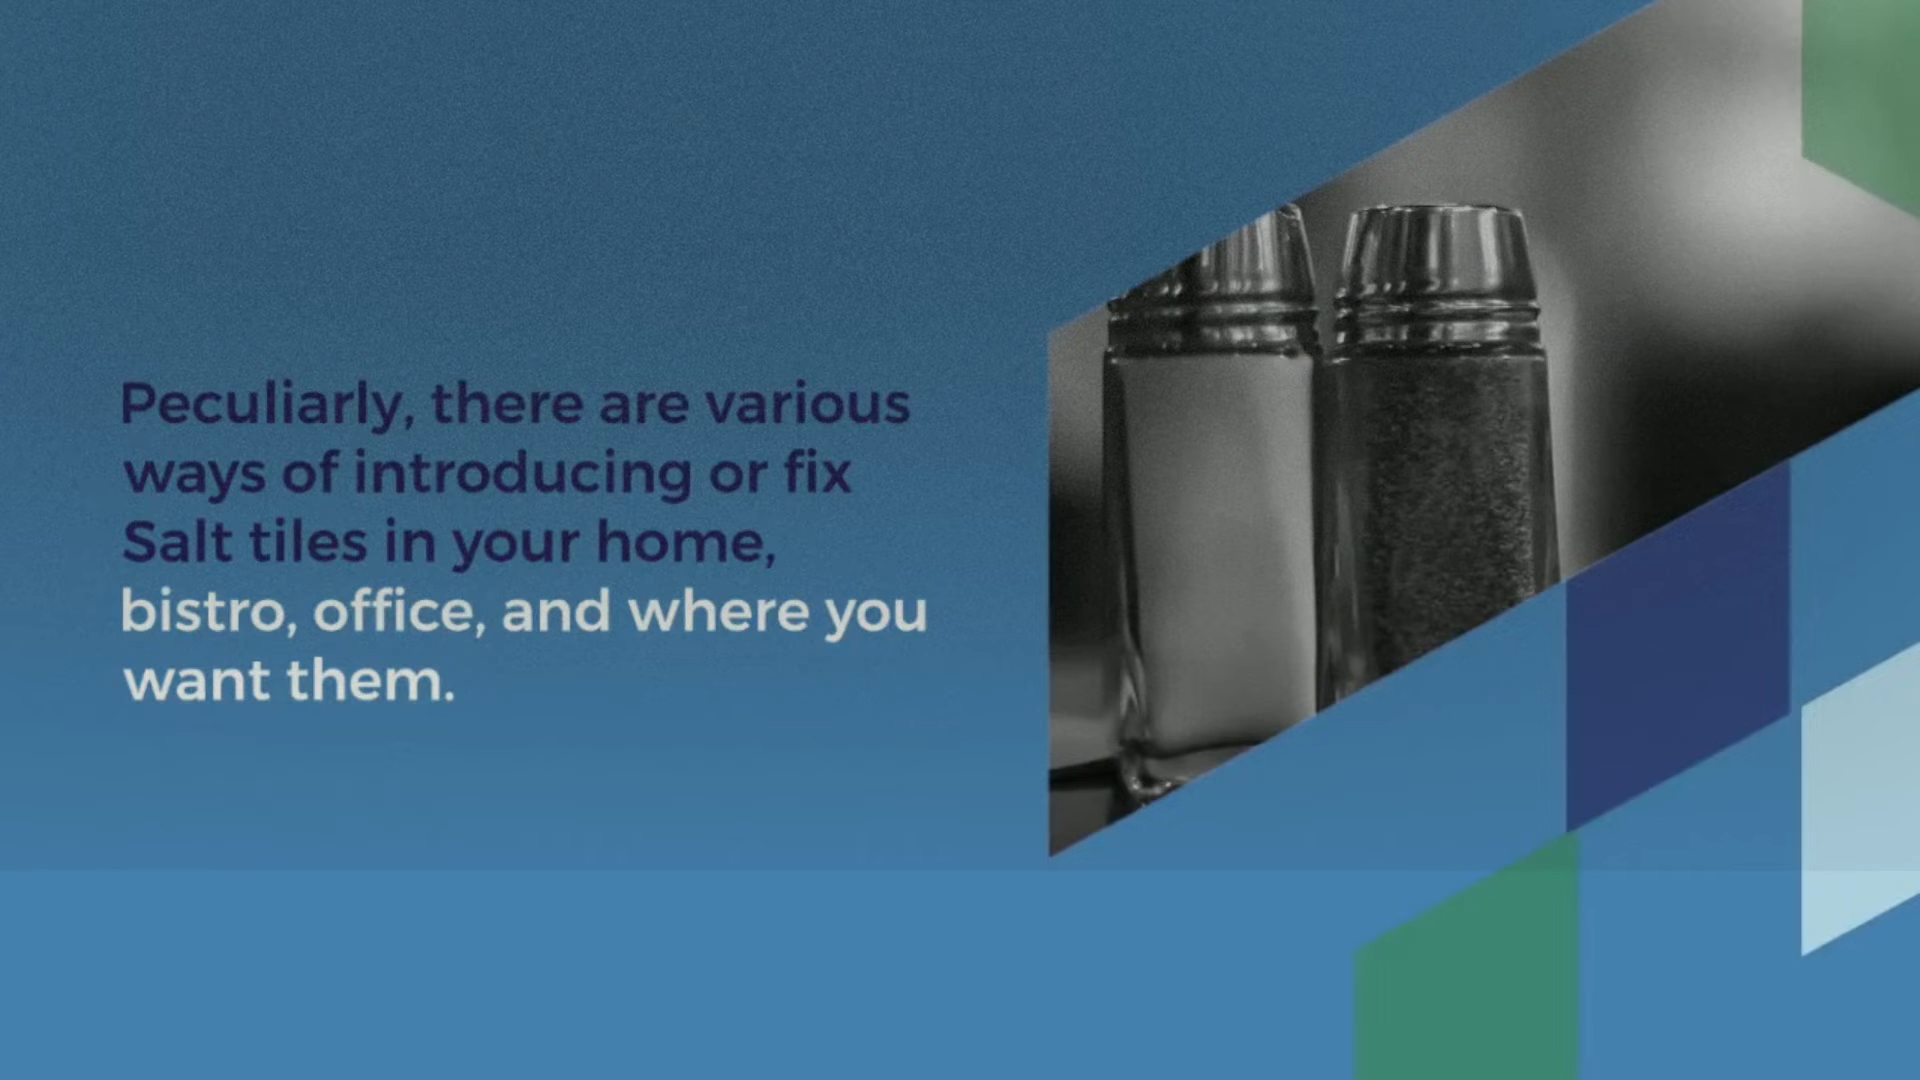 Peculiarly, there are various
ways of introducing or fix
Salt tiles in your home,
bistro, office, and where you
want them.